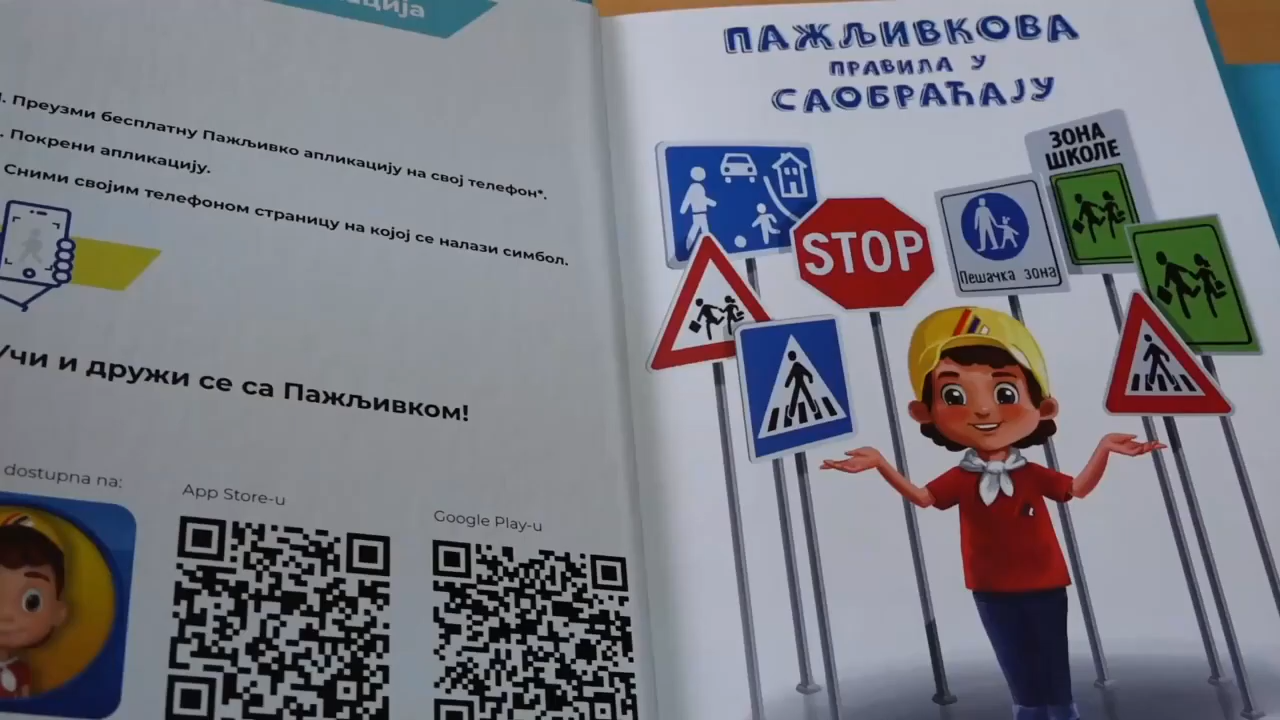 1. Преузми бесплатну Пажљивко апликацију на свој телефон*.
. Покрени апликацију.
Сними својим телефоном страницу на којој се налази симбол.
Учи и дружи се са Пажљивком!
dostupna na:
App Store-u
Google Play-u
ПАЖЉИВКОВА
ПРАВИЛА У
САОБРАЋАЈУ
ЗОНА
ШКОЛЕ
STOP
Пешачка зона